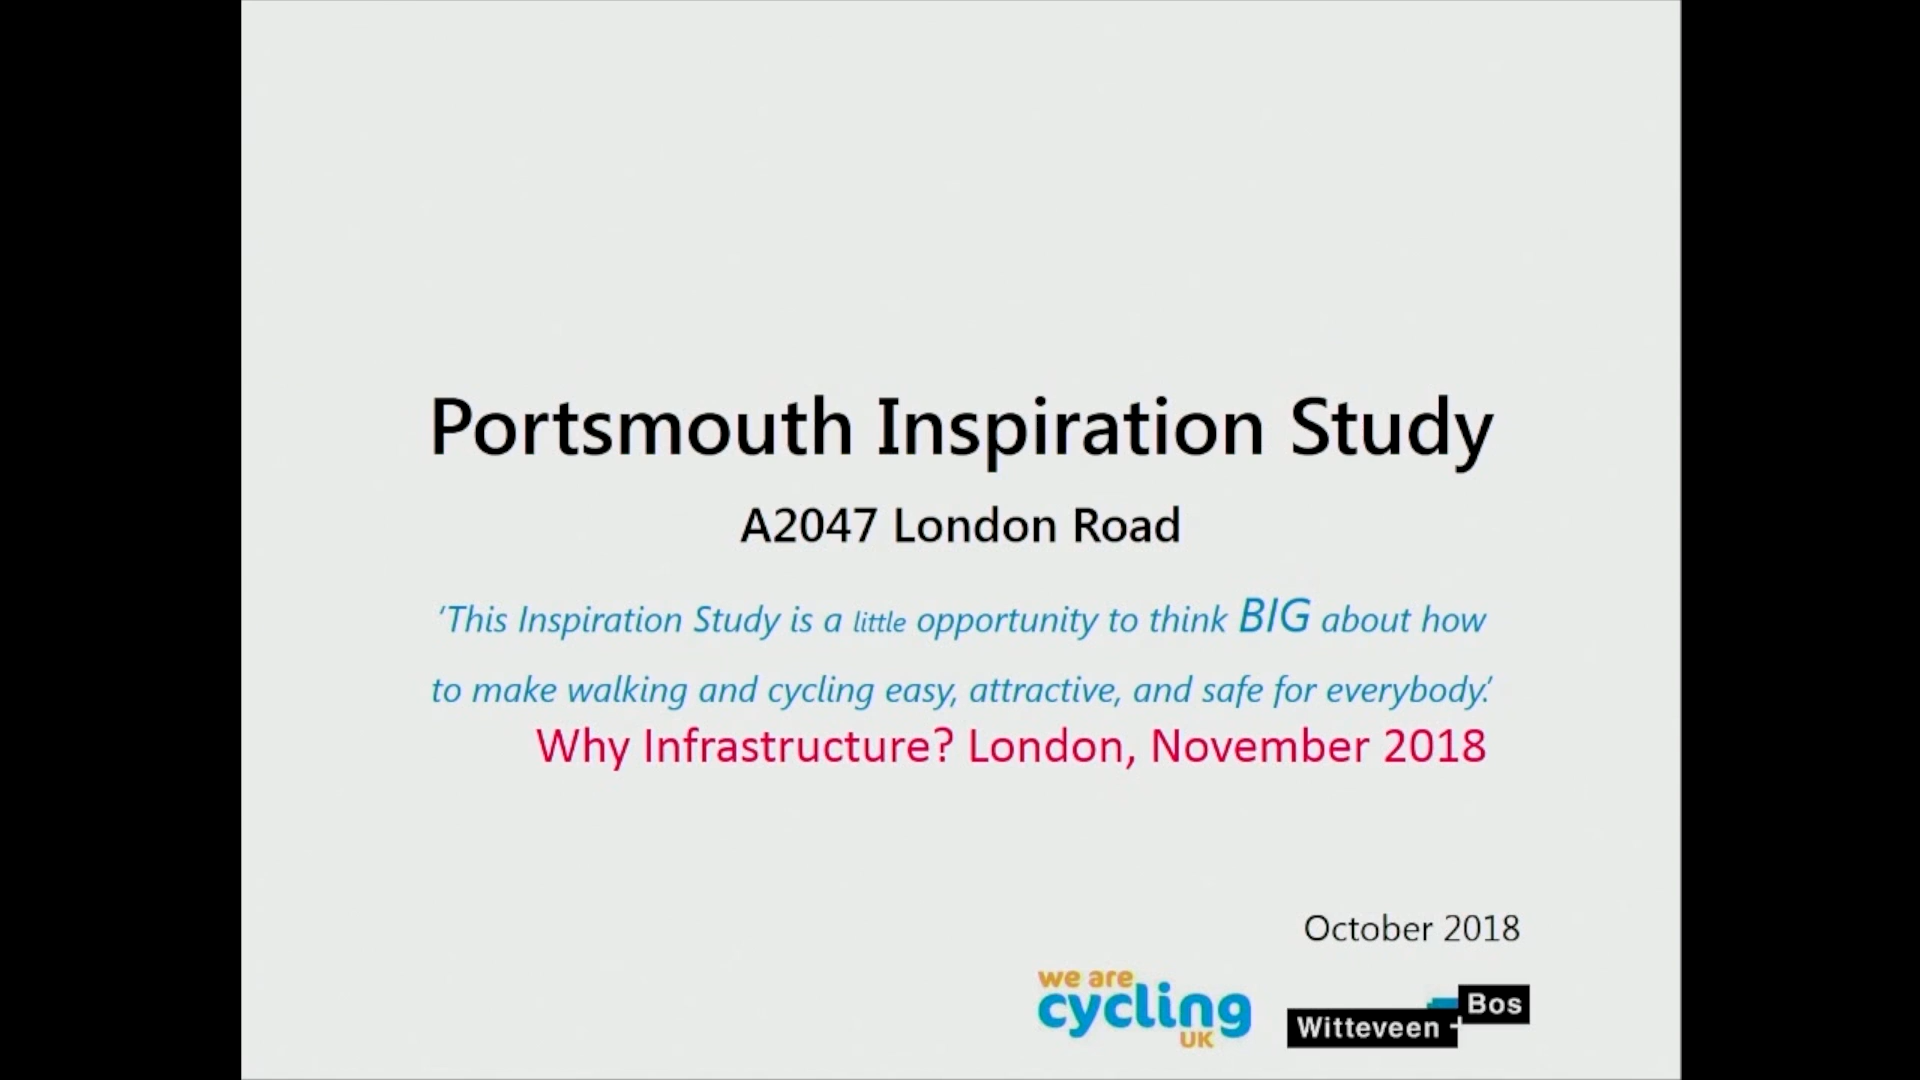 Portsmouth Inspiration Study
A2047 London Road
'This Inspiration Study is a little opportunity to think BIG about how
to make walking and cycling easy, attractive, and safe for everybody.'
Why Infrastructure? London, November 2018
October 2018
we are
cycling
UK
Witteveen + Bos